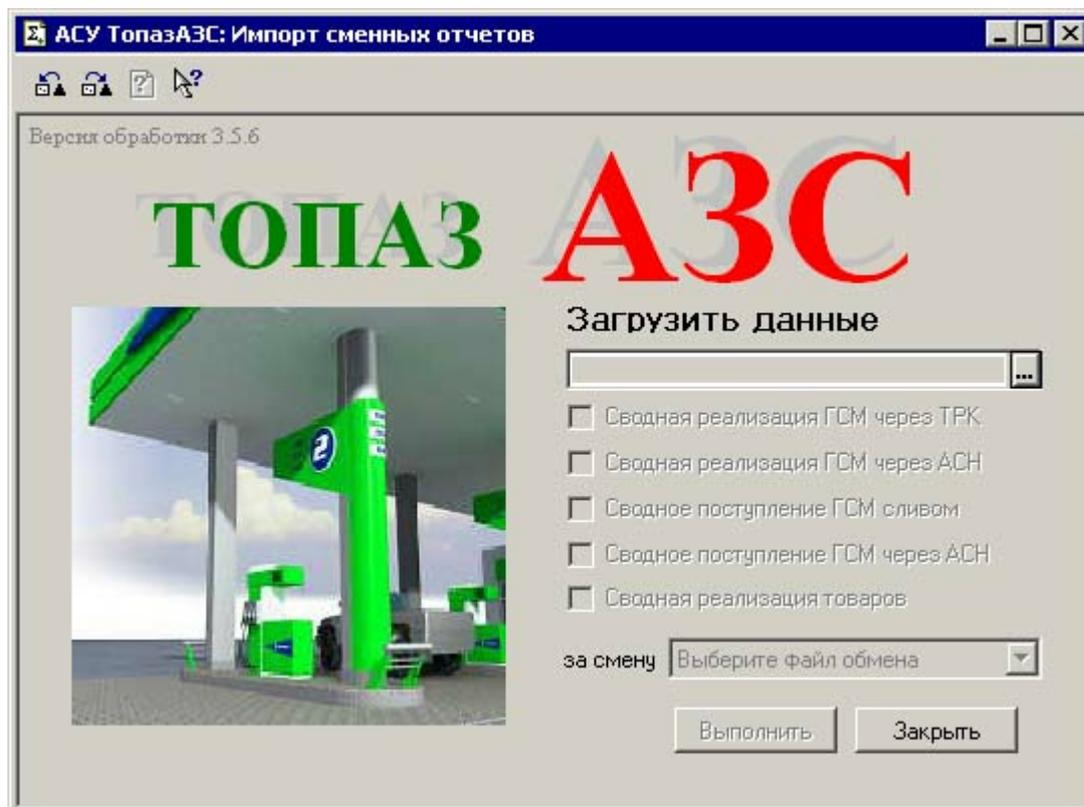 АСУ ТопазАЗС: Импорт сменных отчетов
Версия обработки 3.5.6
ТОПАЗ АЗС
Загрузить данные
...
Сводная реализация ГСМ через ТРК
Сводная реализация ГСМ через АСН
Сводное поступление ГСМ сливом
Сводное поступление ГСМ через АСН
Сводная реализация товаров
за смену Выберите файл обмена
Выполнить Закрыть
2